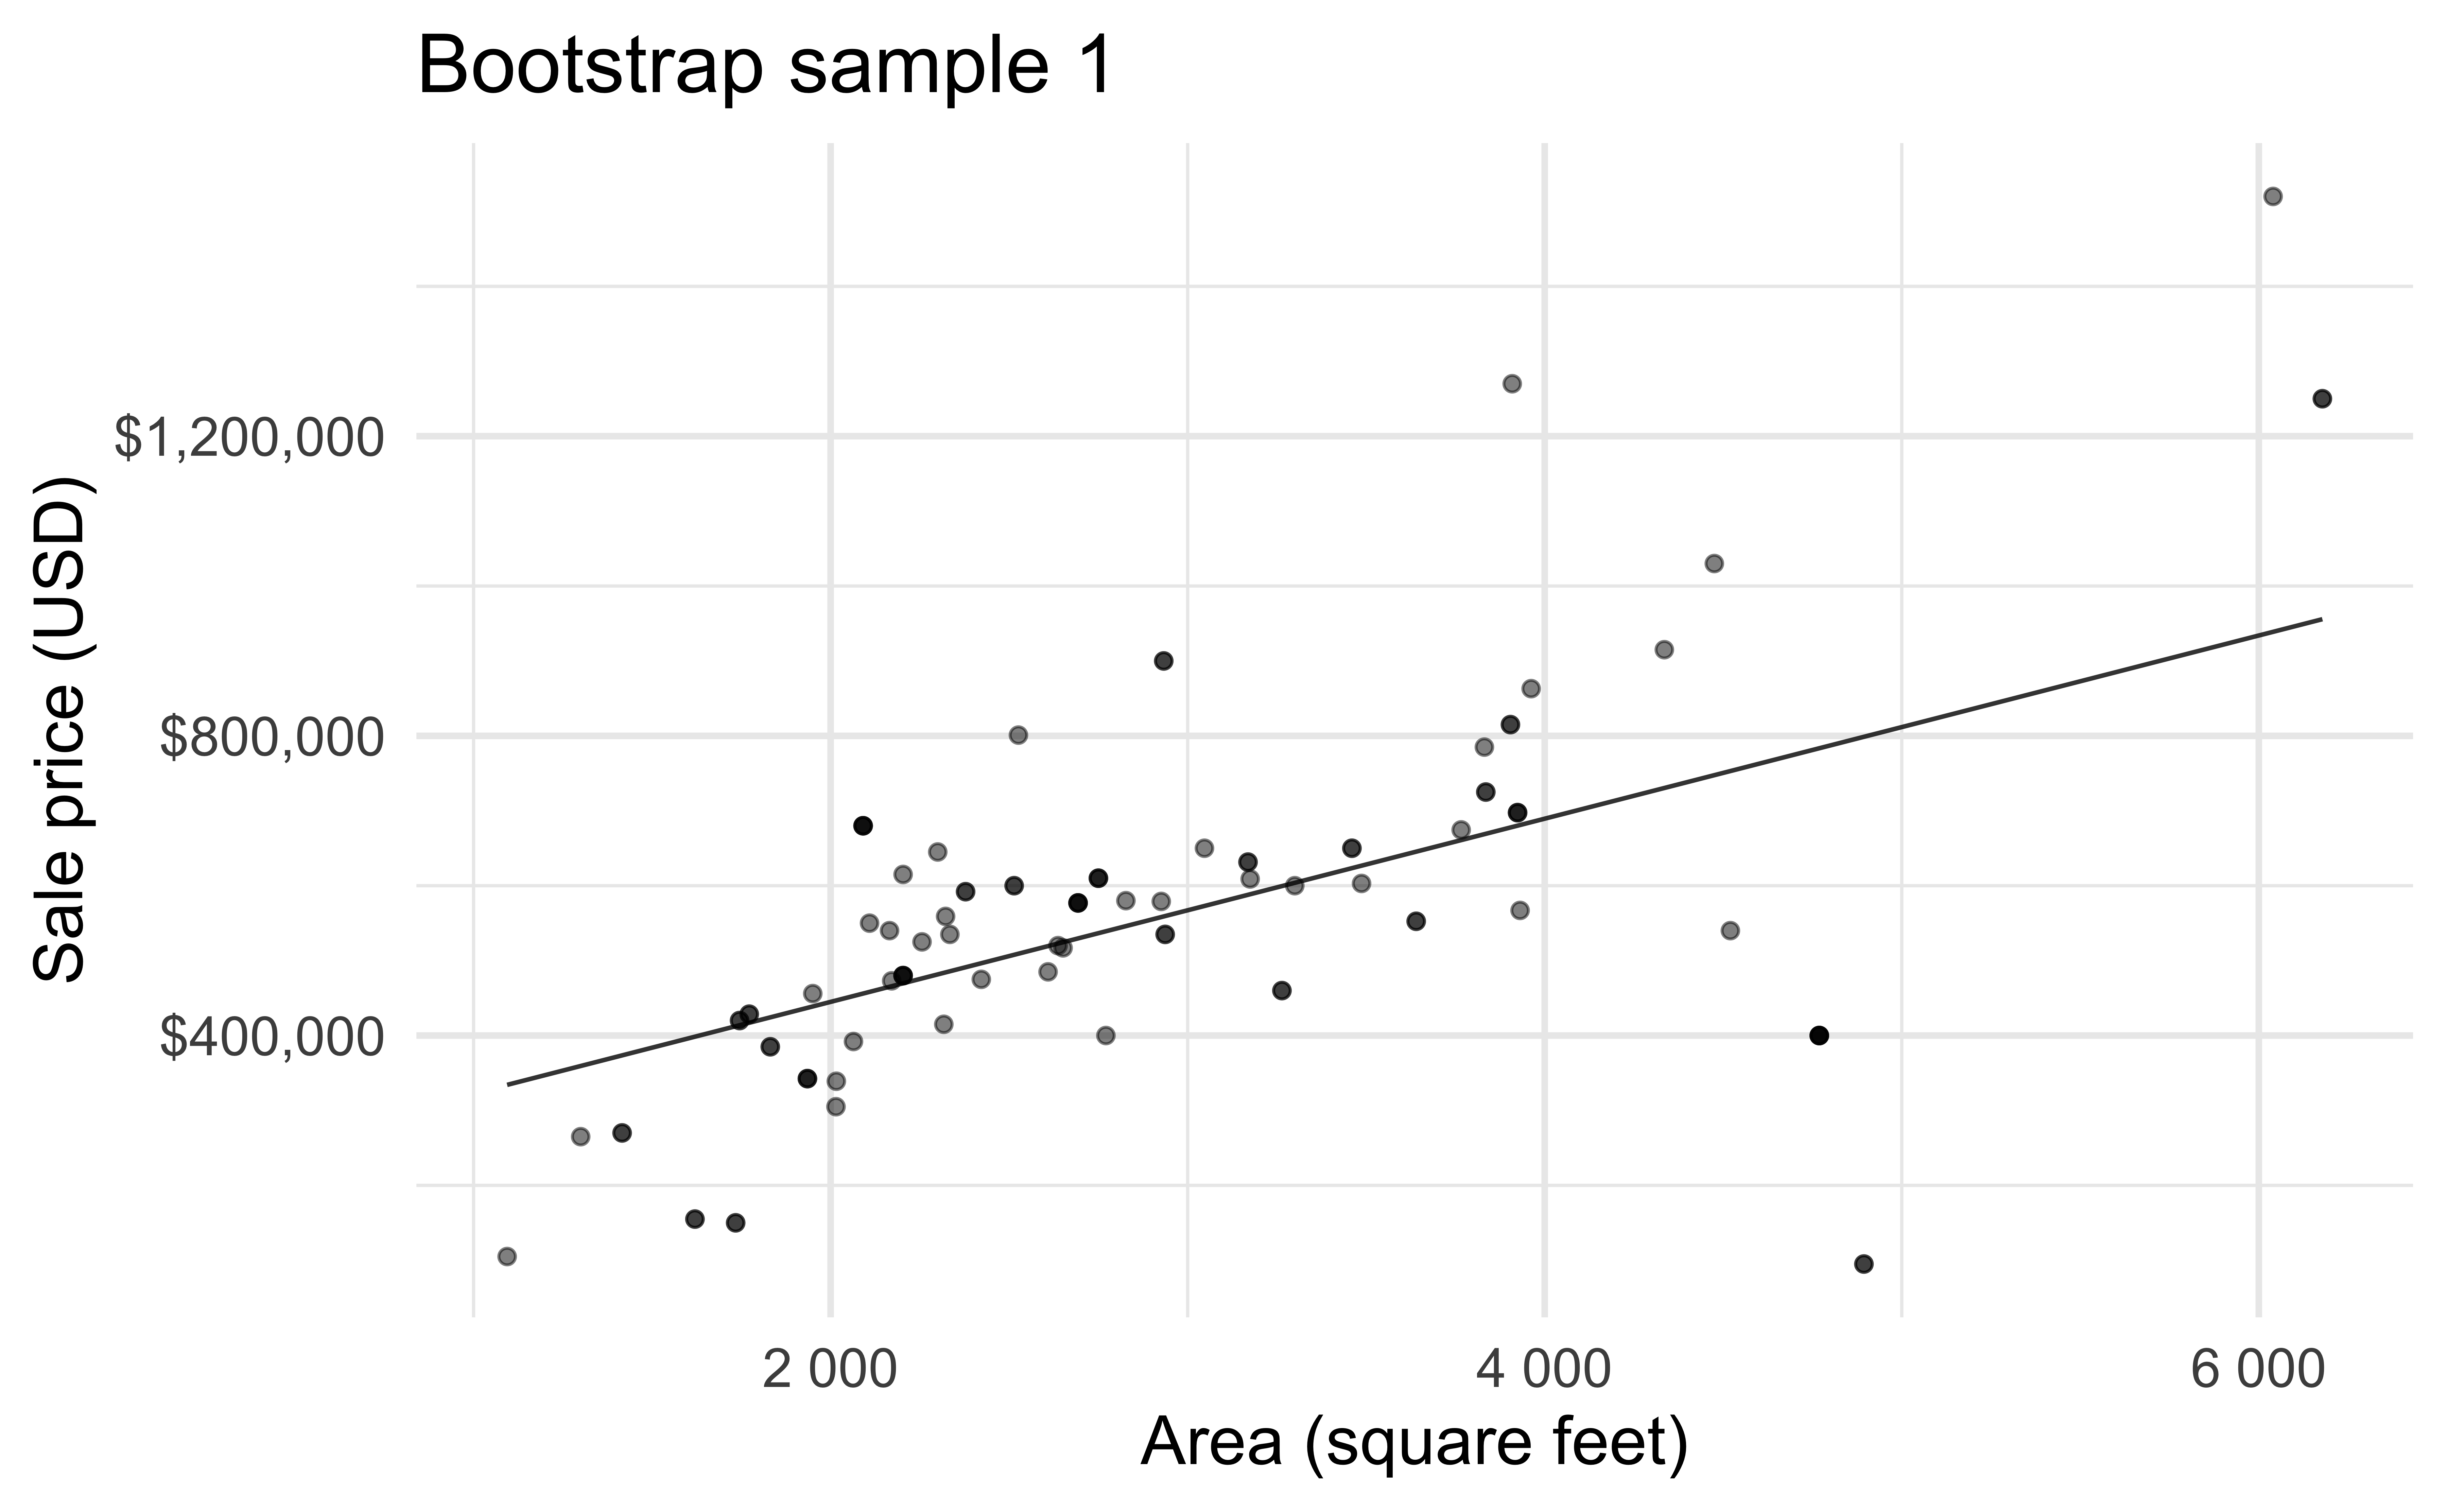 Bootstrap sample 1
Sale price (USD)
$1,200,000
$800,000
$400,000
2 000
4 000
6 000
Area (square feet)